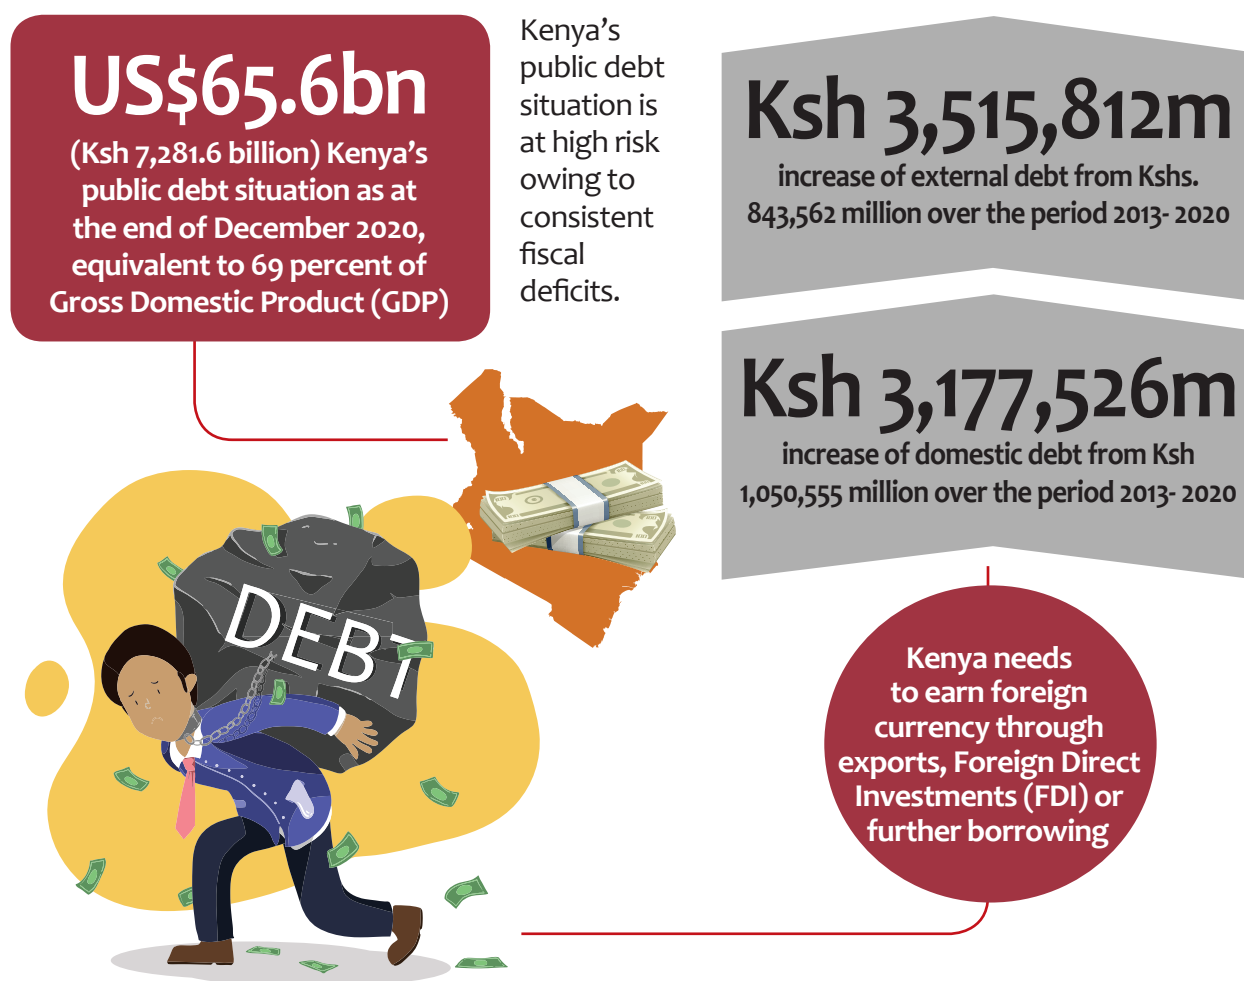 US$65.6bn
(Ksh 7,281.6 billion) Kenya's
public debt situation as at
the end of December 2020,
equivalent to 69 percent of
Gross Domestic Product (GDP)
Kenya's
public debt
situation is
at high risk
owing to
consistent
fiscal
deficits.
Ksh 3,515,812m
increase of external debt from Kshs.
843,562 million over the period 2013- 2020
Ksh 3,177,526m
increase of domestic debt from Ksh
1,050,555 million over the period 2013- 2020
DEBT
Kenya needs
to earn foreign
currency through
exports, Foreign Direct
Investments (FDI) or
further borrowing